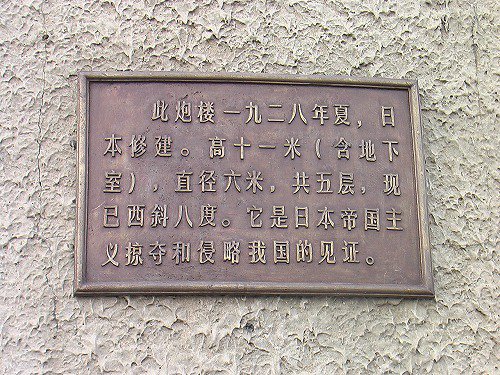 此炮楼一九二八年夏，日
本修建。高十一米（含地下
室），直径六米，共五层，现
已西斜八度。它是日本帝国主
义掠夺和侵略我国的见证。